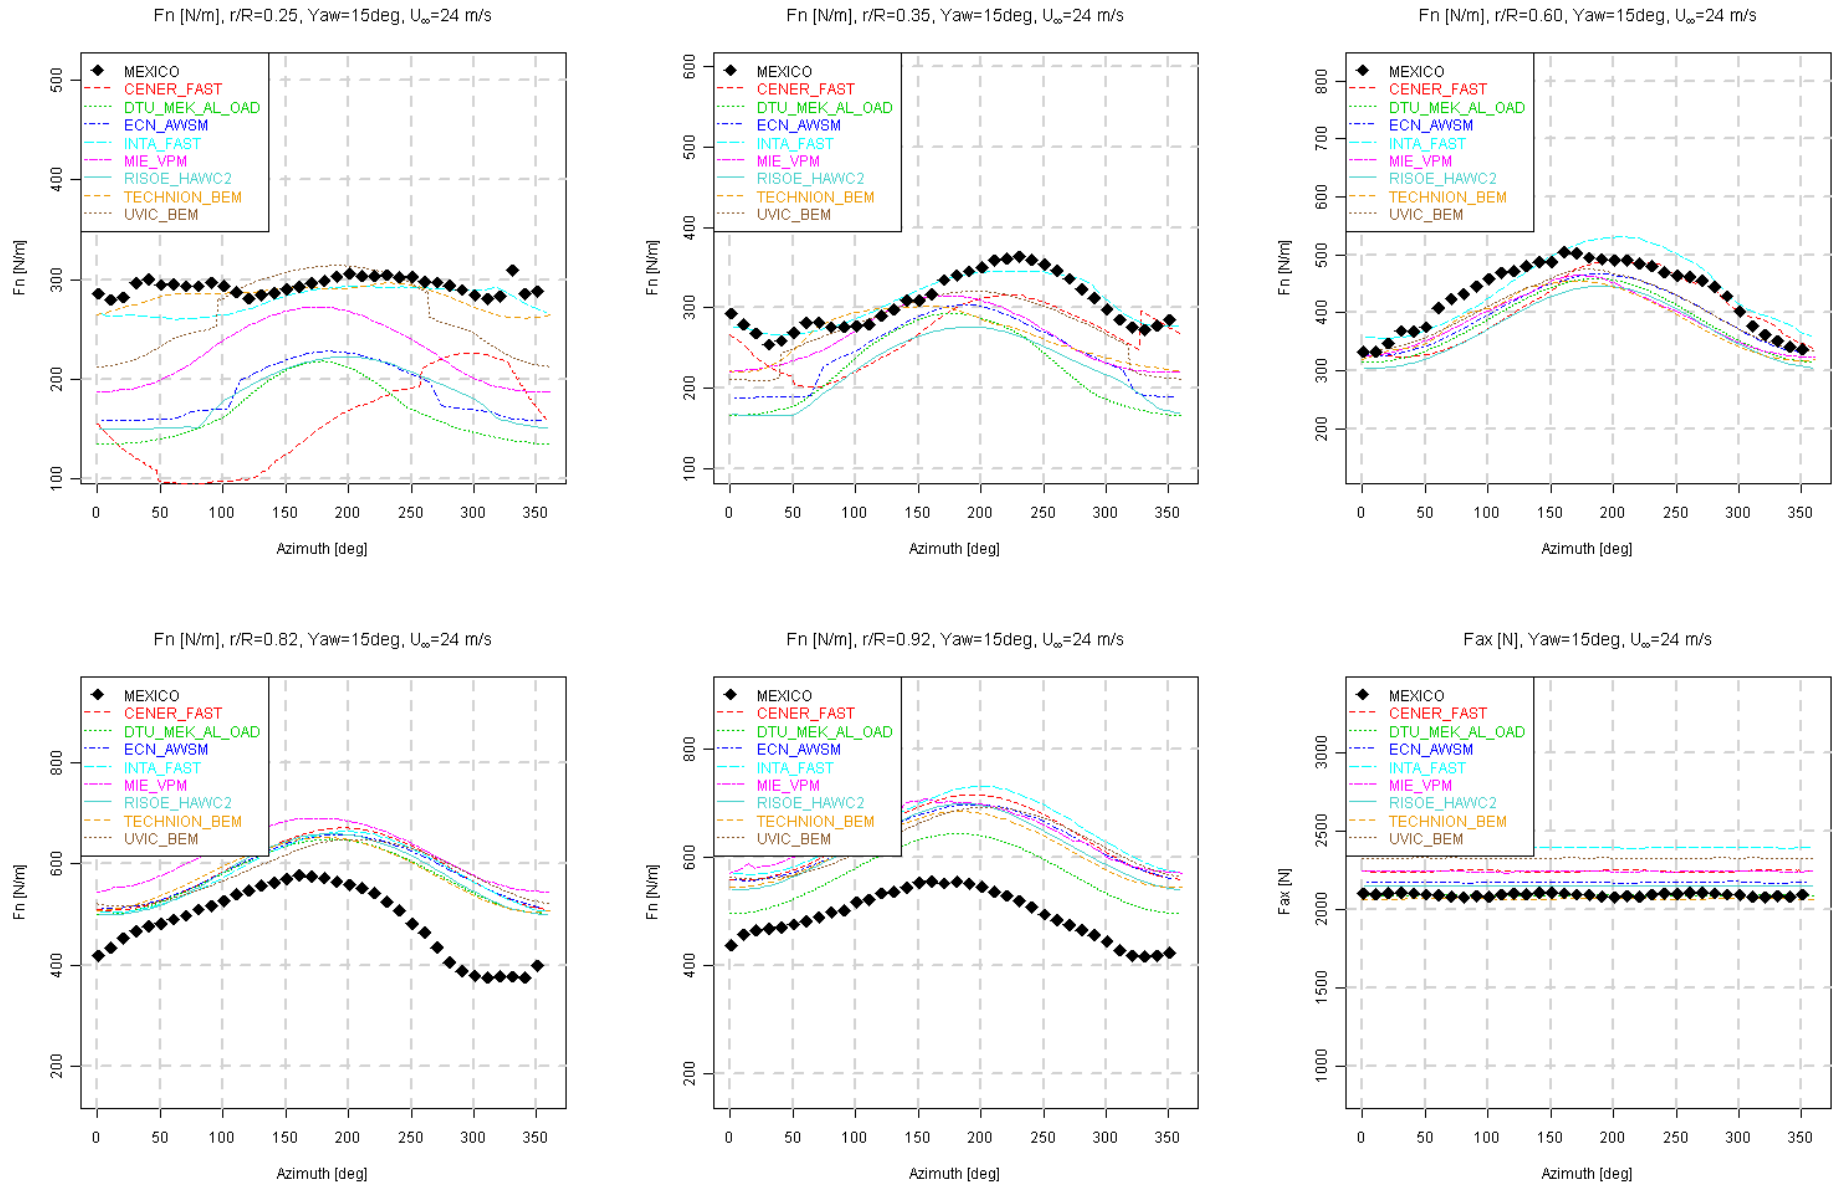 Fn [N/m], r/R=0.25, Yaw=15deg, U∞=24 m/s
500
400
300
200
100
Fn [N/m]
MEXICO
CENER_FAST
DTU_MEK_AL_OAD
ECN_AWSM
INTA_FAST
MIE_VPM
RISOE_HAWC2
TECHNION_BEM
UVIC_BEM
0 50 100 150 200 250 300 350
Azimuth [deg]
Fn [N/m], r/R=0.35, Yaw=15deg, U∞=24 m/s
600
500
400
300
200
100
Fn [N/m]
MEXICO
CENER_FAST
DTU_MEK_AL_OAD
ECN_AWSM
INTA_FAST
MIE_VPM
RISOE_HAWC2
TECHNION_BEM
UVIC_BEM
0 50 100 150 200 250 300 350
Azimuth [deg]
Fn [N/m], r/R=0.60, Yaw=15deg, U∞=24 m/s
800
700
600
500
400
300
200
Fn [N/m]
MEXICO
CENER_FAST
DTU_MEK_AL_OAD
ECN_AWSM
INTA_FAST
MIE_VPM
RISOE_HAWC2
TECHNION_BEM
UVIC_BEM
0 50 100 150 200 250 300 350
Azimuth [deg]
Fn [N/m], r/R=0.82, Yaw=15deg, U∞=24 m/s
800
600
400
200
Fn [N/m]
MEXICO
CENER_FAST
DTU_MEK_AL_OAD
ECN_AWSM
INTA_FAST
MIE_VPM
RISOE_HAWC2
TECHNION_BEM
UVIC_BEM
0 50 100 150 200 250 300 350
Azimuth [deg]
Fn [N/m], r/R=0.92, Yaw=15deg, U∞=24 m/s
800
600
400
200
Fn [N/m]
MEXICO
CENER_FAST
DTU_MEK_AL_OAD
ECN_AWSM
INTA_FAST
MIE_VPM
RISOE_HAWC2
TECHNION_BEM
UVIC_BEM
0 50 100 150 200 250 300 350
Azimuth [deg]
Fax [N], Yaw=15deg, U∞=24 m/s
3000
2500
2000
1500
1000
Fax [N]
MEXICO
CENER_FAST
DTU_MEK_AL_OAD
ECN_AWSM
INTA_FAST
MIE_VPM
RISOE_HAWC2
TECHNION_BEM
UVIC_BEM
0 50 100 150 200 250 300 350
Azimuth [deg]